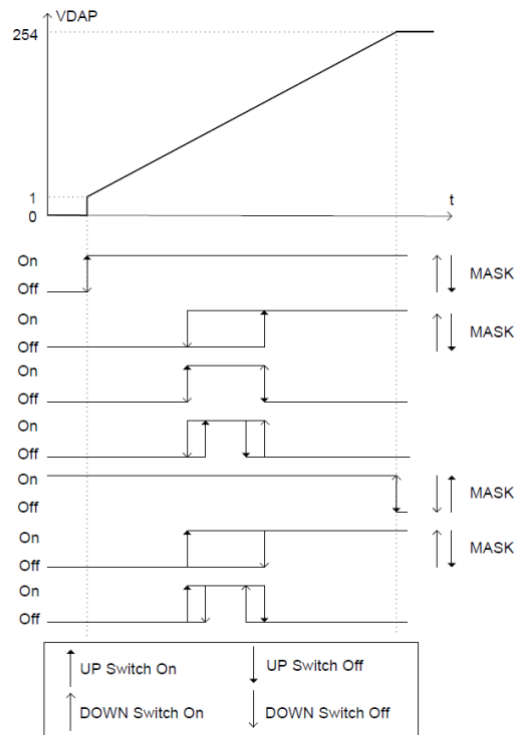 VDAP
254
1
t
0
On
Off
MASK
On
Off
MASK
On
Off
On
Off
On
Off
MASK
On
Off
MASK
On
Off
UP Switch On
UP Switch Off
DOWN Switch On
DOWN Switch Off